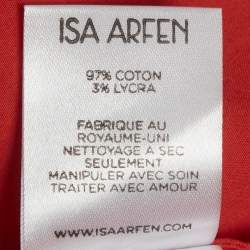 ISA ARFEN
97% COTON
3% LYCRA
FABRIQUE AU
ROYAUME-UNI
NETTOYAGE A SEC
SEULEMENT
MANIPULER AVEC SOIN
TRAITER AVEC AMOUR
WWW.ISAARFEN.COM